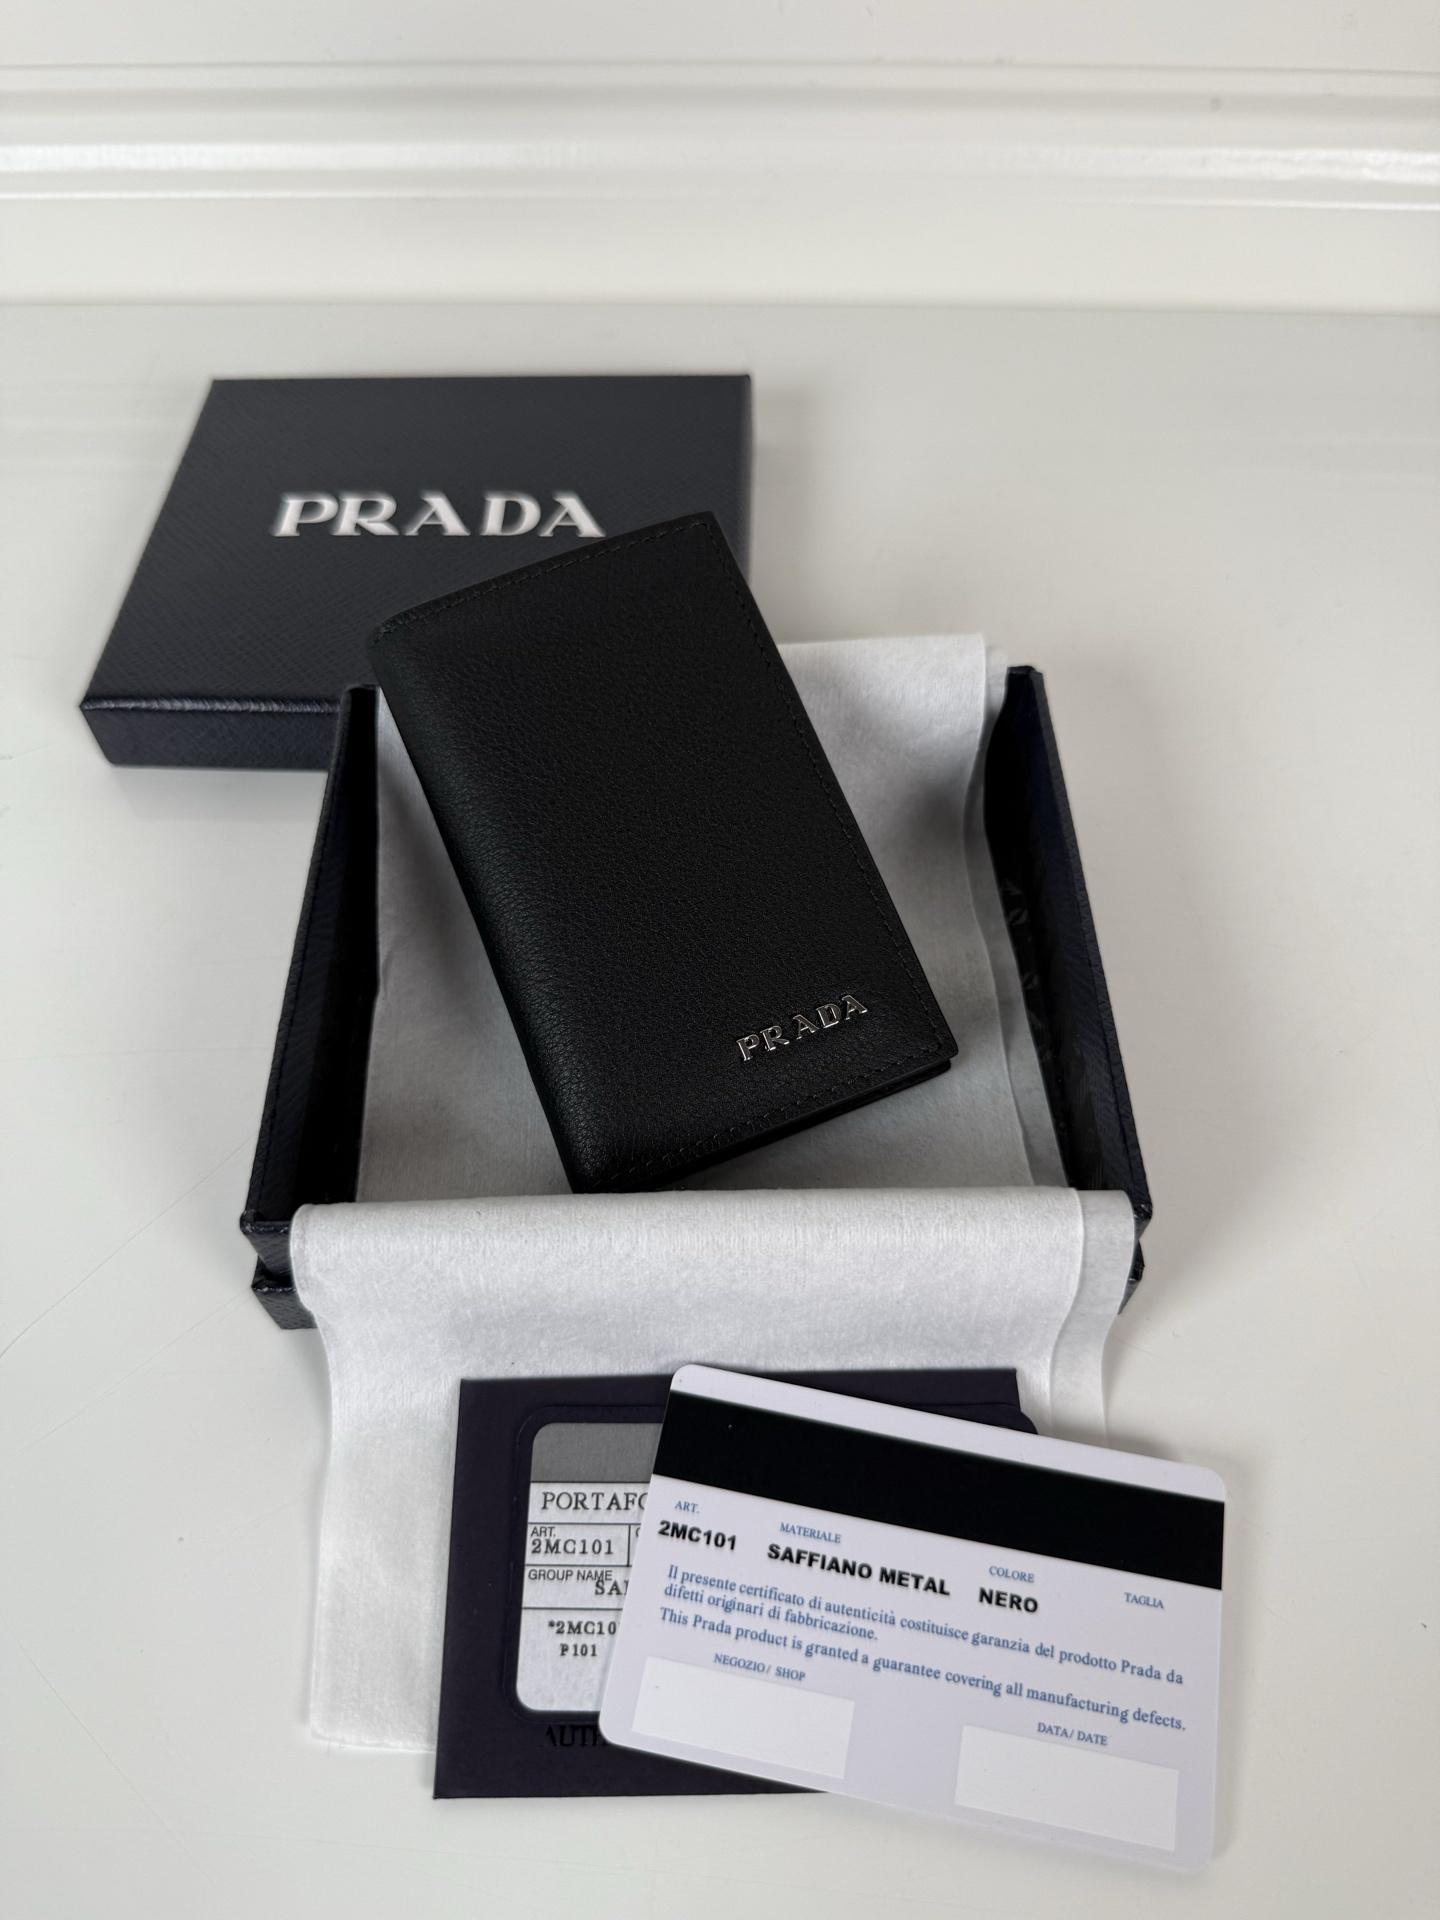 PRADA
PRADA
PORTAFO
ART.
2MC101
GROUP NAME
*2MC10
P101
ART.
2MC101
MATERIALE
SAFFIANO METAL
COLORE
NERO
TAGLIA
Il presente certificato di autenticità costituisce garanzia del prodotto Prada da
difetti originari di fabbricazione.
This Prada product is granted a guarantee covering all manufacturing defects.
NEGOZIO/ SHOP
DATA/ DATE